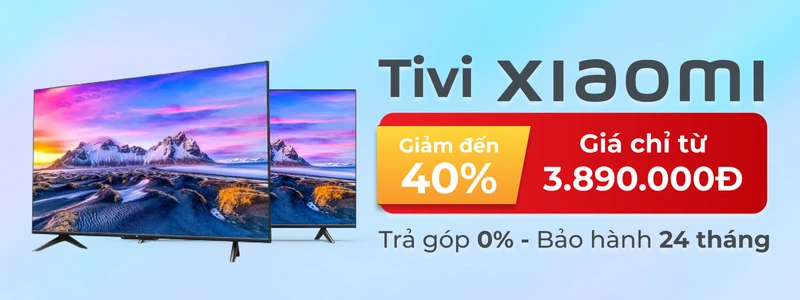 Tivi XIAOMI
Giảm đến
40%
Giá chỉ từ
3.890.000Đ
Trả góp 0% - Bảo hành 24 tháng